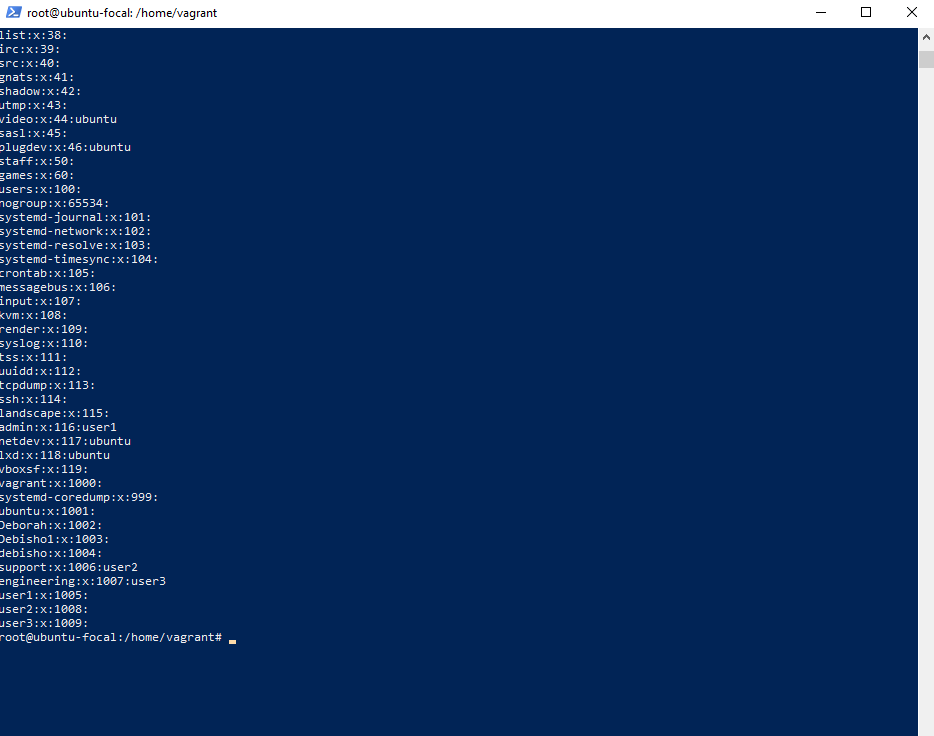 root@ubuntu-focal: /home/vagrant
list:x:38:
irc:x:39:
src:x:40:
gnats:x:41:
shadow:x:42:
utmp:x:43:
video:x:44:ubuntu
sasl:x:45:
plugdev:x:46:ubuntu
staff:x:50:
games:x:60:
users:x:100:
nogroup:x:65534:
systemd-journal:x:101:
systemd-network:x:102:
systemd-resolve:x:103:
systemd-timesync:x:104:
crontab:x:105:
messagebus:x:106:
input:x:107:
kvm:x:108:
render:x:109:
syslog:x:110:
tss:x:111:
uuidd:x:112:
tcpdump:x:113:
ssh:x:114:
landscape:x:115:
admin:x:116:user1
netdev:x:117:ubuntu
lxd:x:118:ubuntu
vboxsf:x:119:
vagrant:x:1000:
systemd-coredump:x:999:
ubuntu:x:1001:
Deborah:x:1002:
Debisho1:x:1003:
debisho:x:1004:
support:x:1006:user2
engineering:x:1007:user3
user1:x:1005:
user2:x:1008:
user3:x:1009:
root@ubuntu-focal:/home/vagrant#